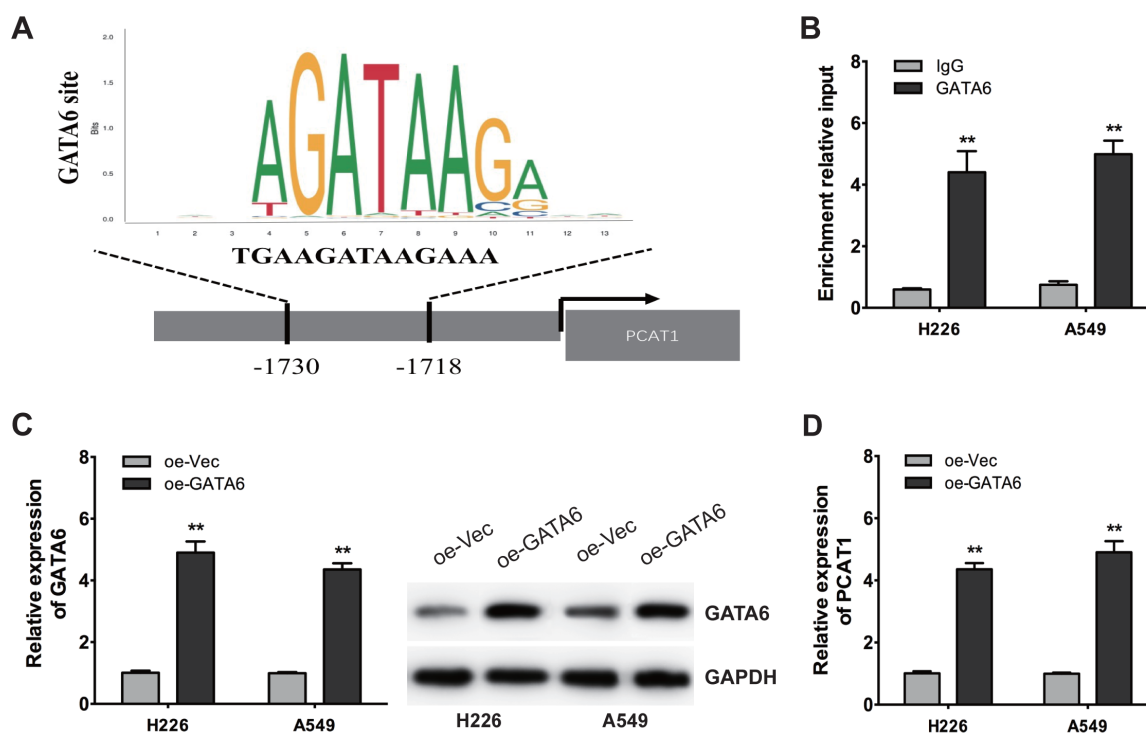 A
GATA6 site
Bits
2.0
1.5
1.0
0.5
0.0
AGATAAGA
1 2 3 4 5 6 7 8 9 10 11 12 13
TGAAGATAAGAAA
PCAT1
-1730 -1718
B
Enrichment relative input
IgG
GATA6
8
6
4
2
0
** **
H226 A549
C
Relative expression
of GATA6
oe-Vec
oe-GATA6
8
6
4
2
0
** **
H226 A549
oe-Vec oe-GATA6 oe-Vec oe-GATA6
GATA6
GAPDH
H226 A549
D
Relative expression
of PCAT1
oe-Vec
oe-GATA6
8
6
4
2
0
** **
H226 A549